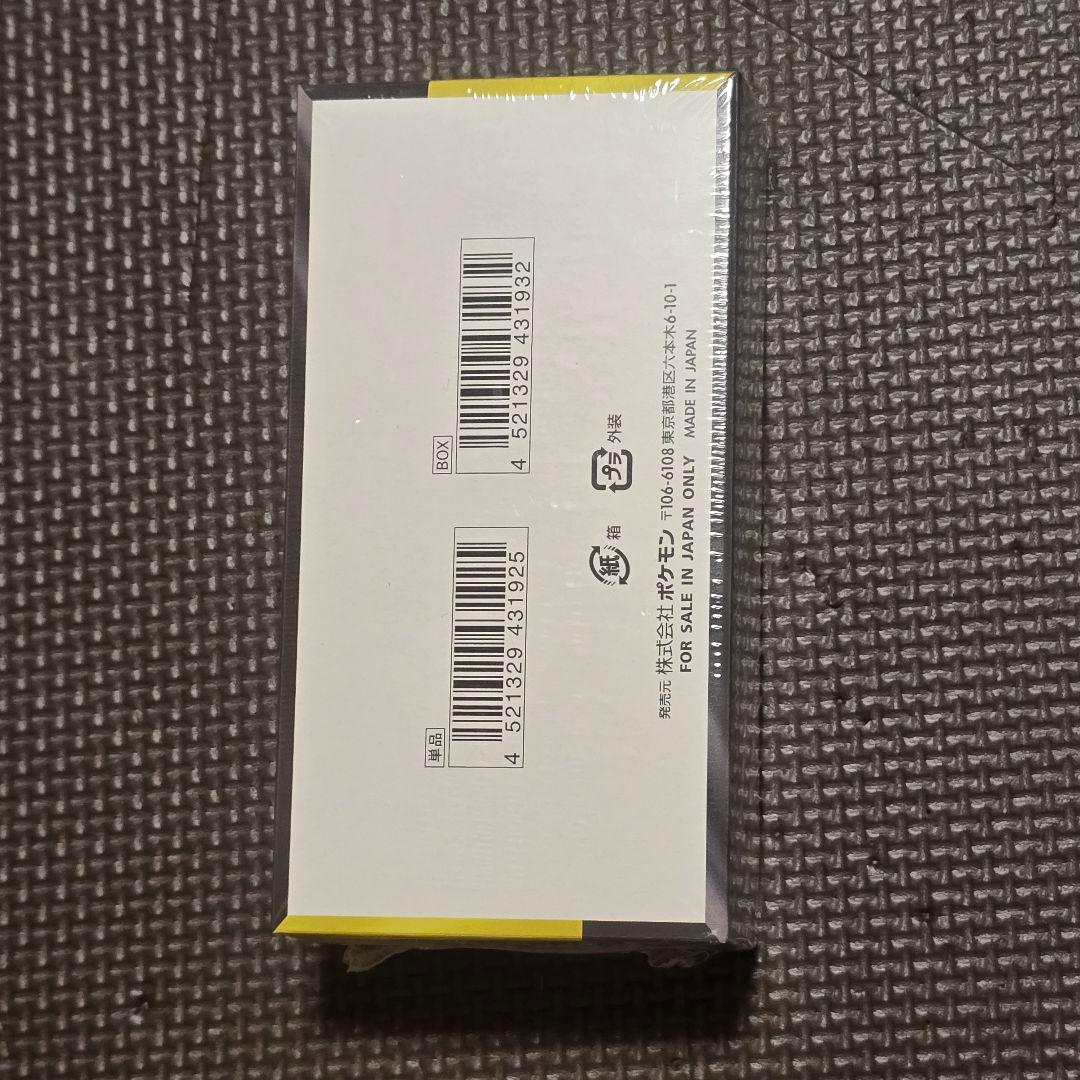 単品
4 521329 431925
BOX
4 521329 431932
紙 箱
プラ 外装
発売元 株式会社 ポケモン 〒106-6108 東京都港区六本木6-10-1
FOR SALE IN JAPAN ONLY MADE IN JAPAN